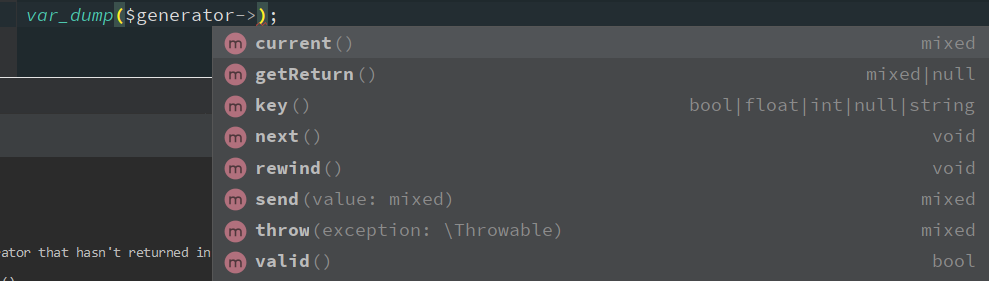 var_dump($generator->);
m current() mixed
m getReturn() mixed|null
m key() bool|float|int|null|string
m next() void
m rewind() void
m send(value: mixed) mixed
m throw(exception: \Throwable) mixed
ator that hasn't returned in
m valid() bool
()